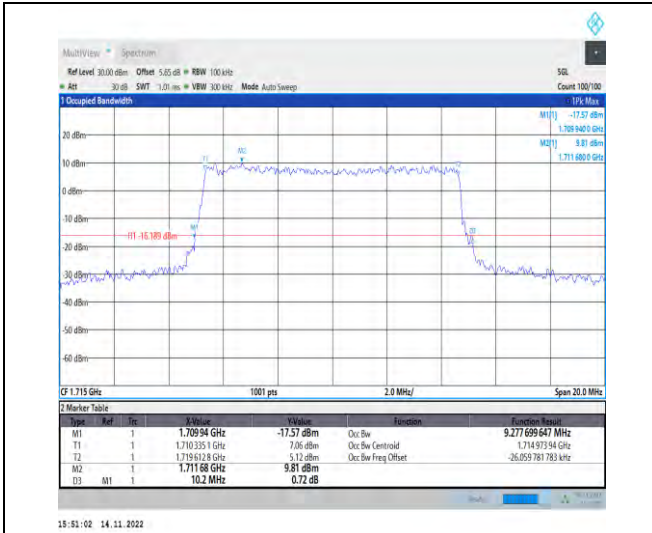 MultiView Spectrum
Ref Level 30.00 dBm Offset 5.65 dB RBW 100 kHz SGL
Att 30 dB SWT 1.01 ms VBW 300 kHz Mode Auto Sweep Count 100/100
1 Occupied Bandwidth 1Pk Max
M1[1] -17.57 dBm
1.709 940 0 GHz
M2[1] 9.81 dBm
1.711 680 0 GHz
20 dBm
M2
T1
10 dBm
0 dBm
-10 dBm
M1
H1 -16.189 dBm
D3
-20 dBm
-30 dBm
-40 dBm
-50 dBm
-60 dBm
CF 1.715 GHz 1001 pts 2.0 MHz/ Span 20.0 MHz
2 Marker Table
Type Ref Trc X-Value Y-Value Function Function Result
M1 1 1.709 94 GHz -17.57 dBm Occ Bw 9.277 699 647 MHz
T1 1 1.710 335 1 GHz 7.06 dBm Occ Bw Centroid 1.714 973 94 GHz
T2 1 1.719 612 8 GHz 5.12 dBm Occ Bw Freq Offset -26.059 781 783 kHz
M2 1 1.711 68 GHz 9.81 dBm
D3 M1 1 10.2 MHz 0.72 dB
15:51:02 14.11.2022